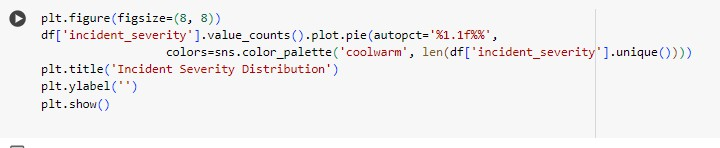 plt.figure(figsize=(8, 8))
df['incident_severity'].value_counts().plot.pie(autopct='%1.1f%%',
colors=sns.color_palette('coolwarm', len(df['incident_severity'].unique())))
plt.title('Incident Severity Distribution')
plt.ylabel('')
plt.show()